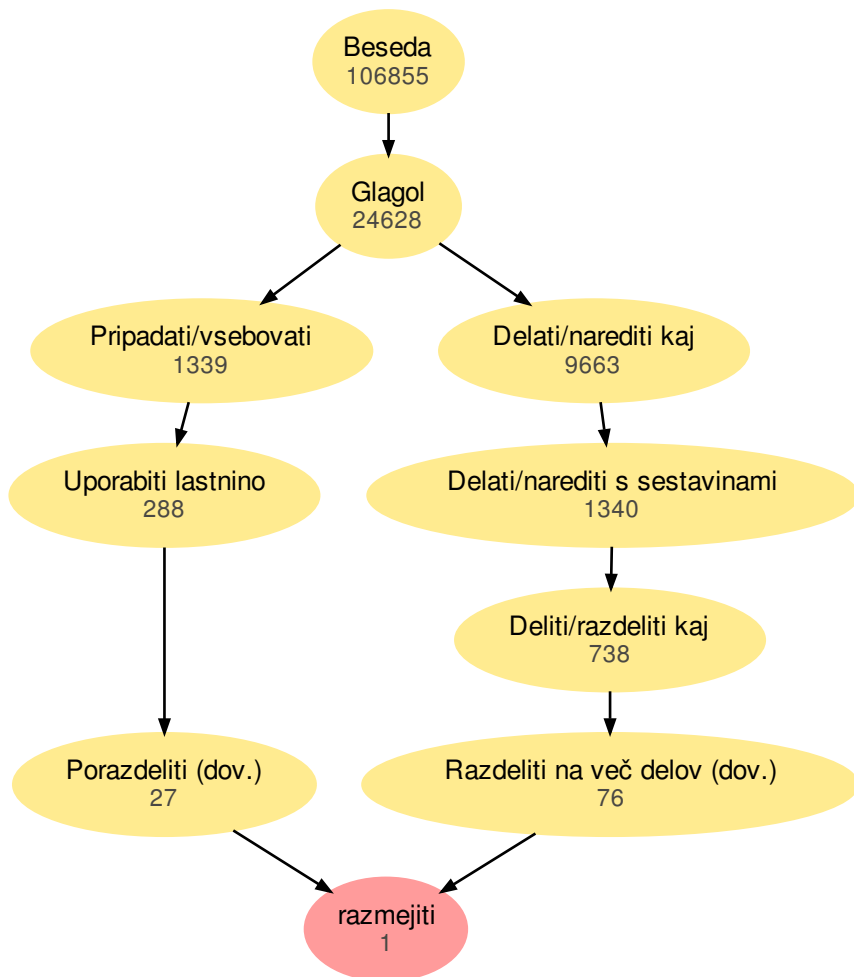 Beseda
106855
Glagol
24628
Pripadati/vsebovati
1339
Delati/narediti kaj
9663
Uporabiti lastnino
288
Delati/narediti s sestavinami
1340
Deliti/razdeliti kaj
738
Porazdeliti (dov.)
27
Razdeliti na več delov (dov.)
76
razmejiti
1